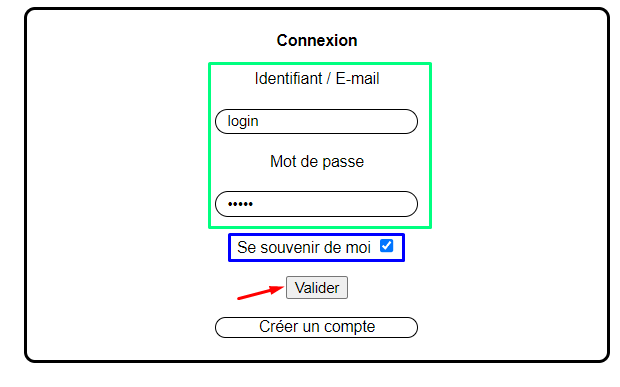 Connexion
Identifiant / E-mail
login
Mot de passe
•••••
Se souvenir de moi
Valider
Créer un compte